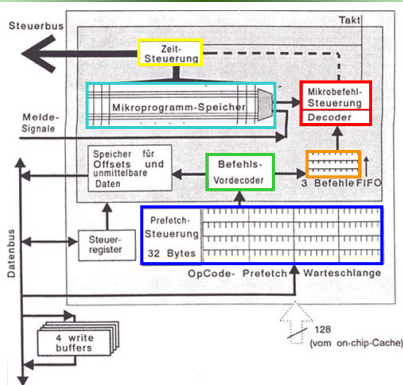 Steuerbus
Takt
Zeit-
Steuerung
Mikroprogramm-Speicher
Mikrobefehl-
Steuerung
Decoder
Melde-
Signale
Speicher für
Offsets und
unmittelbare
Daten
Befehls-
Vordecoder
3 Befehle FIFO
Prefetch-
Steuerung
32 Bytes
Steuer-
register
OpCode- Prefetch Warteschlange
Datenbus
4 write
buffers
128
(vom on-chip-Cache)